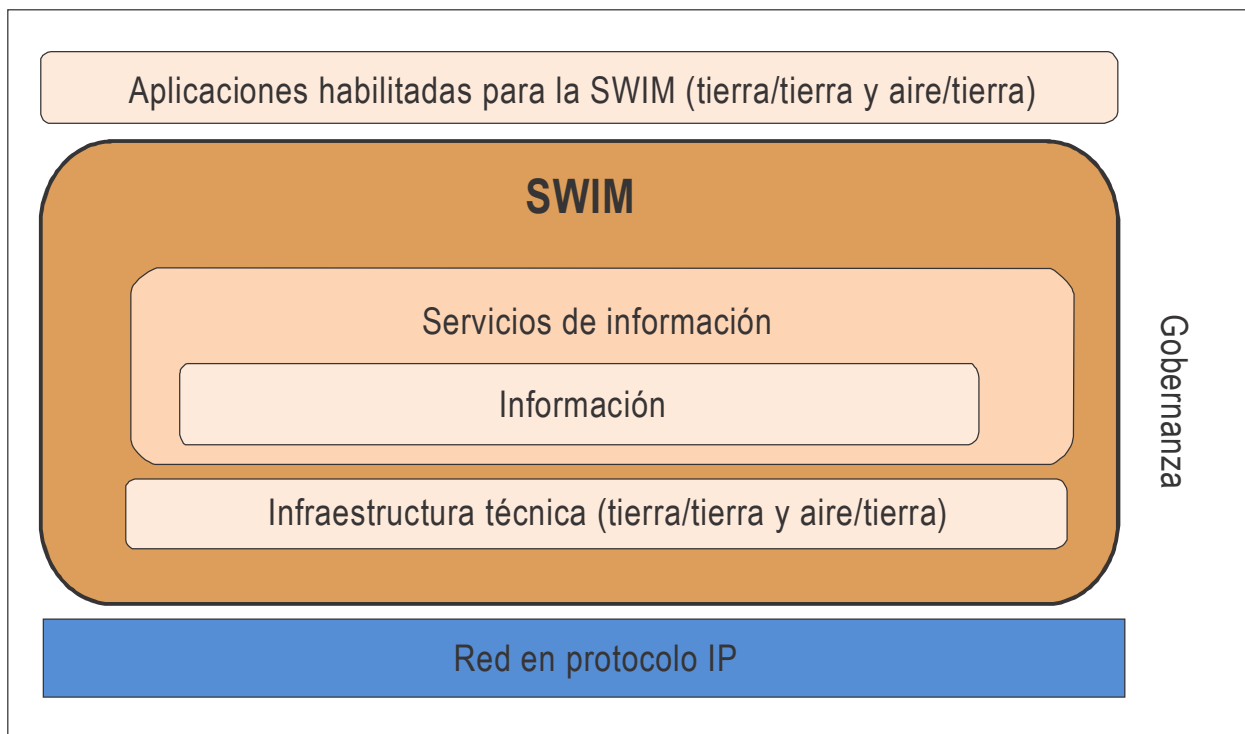 Aplicaciones habilitadas para la SWIM (tierra/tierra y aire/tierra)
SWIM
Servicios de información
Información
Infraestructura técnica (tierra/tierra y aire/tierra)
Red en protocolo IP
Gobernanza